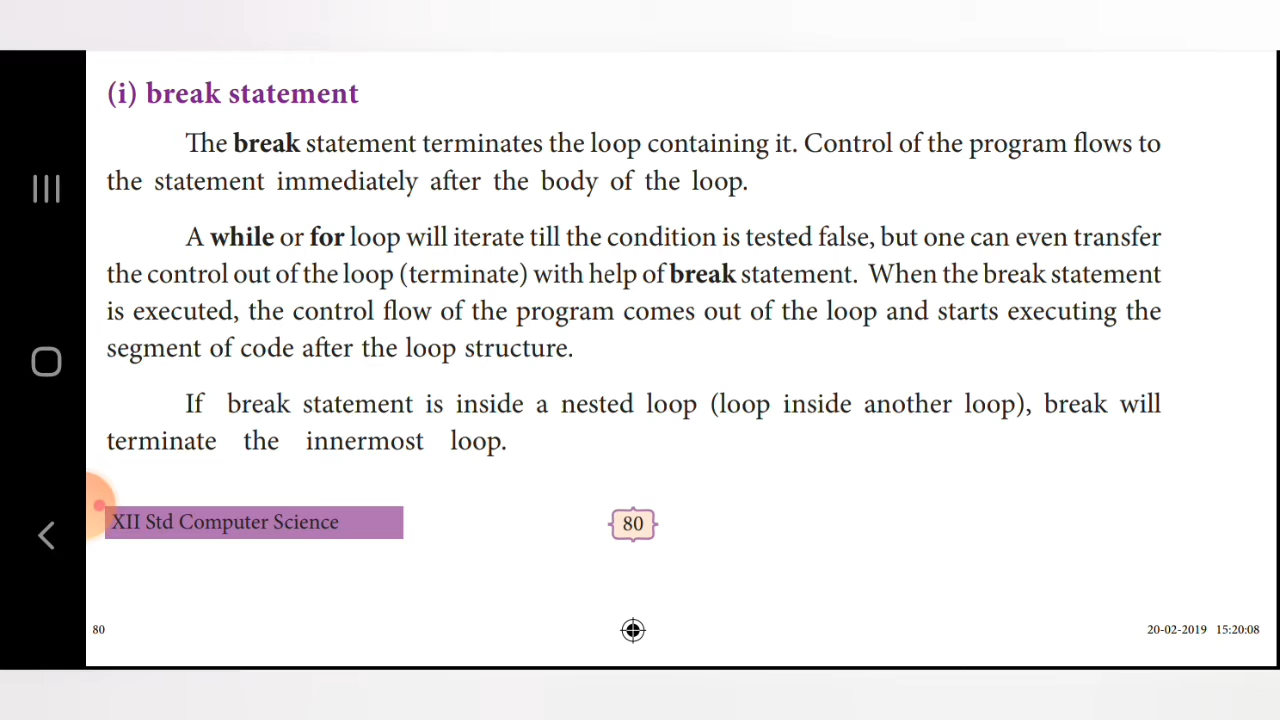 (i) break statement
The break statement terminates the loop containing it. Control of the program flows to
the statement immediately after the body of the loop.
A while or for loop will iterate till the condition is tested false, but one can even transfer
the control out of the loop (terminate) with help of break statement. When the break statement
is executed, the control flow of the program comes out of the loop and starts executing the
segment of code after the loop structure.
If break statement is inside a nested loop (loop inside another loop), break will
terminate the innermost loop.
XII Std Computer Science
80
80
20-02-2019 15:20:08